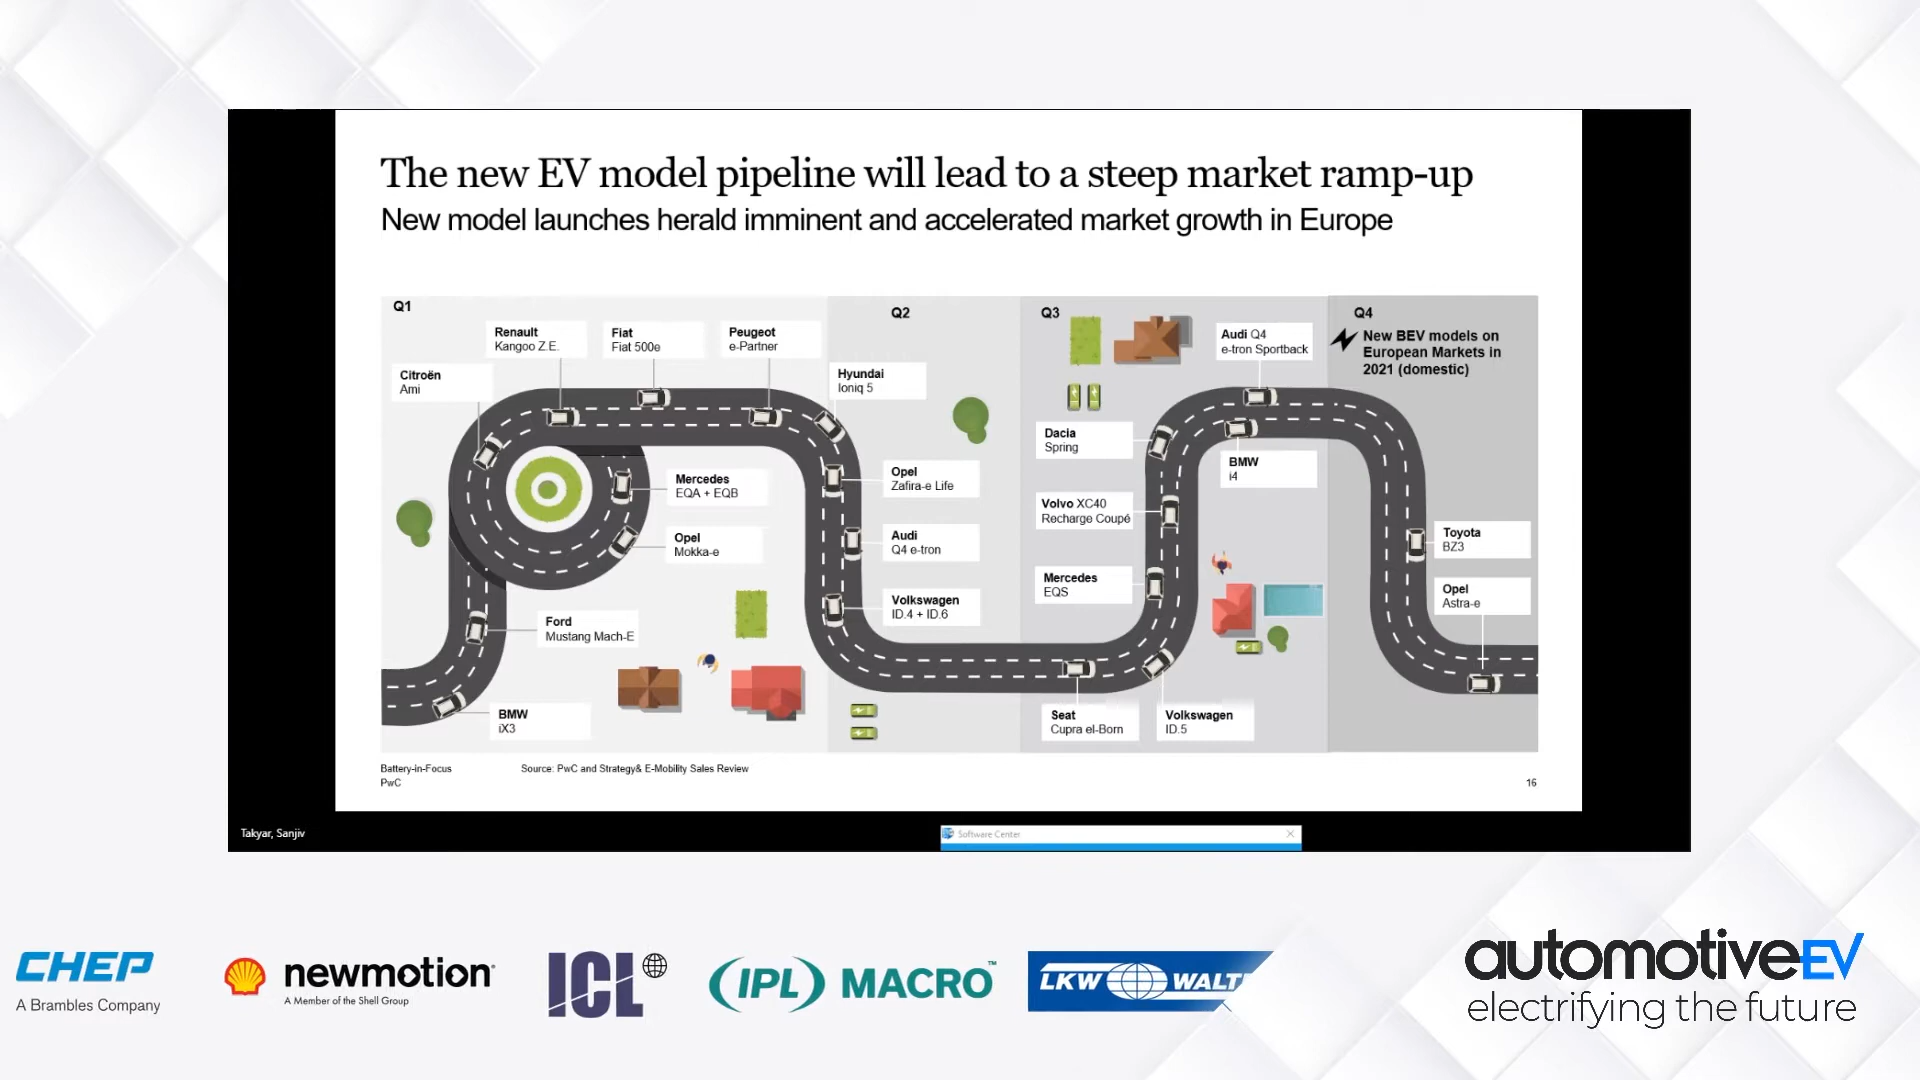 The new EV model pipeline will lead to a steep market ramp-up
New model launches herald imminent and accelerated market growth in Europe
Q1
Q2
Q3
Q4
New BEV models on
European Markets in
2021 (domestic)
Renault
Kangoo Z.E.
Fiat
Fiat 500e
Peugeot
e-Partner
Citroën
Ami
Hyundai
Ioniq 5
Mercedes
EQA + EQB
Opel
Mokka-e
Ford
Mustang Mach-E
BMW
iX3
Opel
Zafira-e Life
Audi
Q4 e-tron
Volkswagen
ID.4 + ID.6
Audi Q4
e-tron Sportback
Dacia
Spring
BMW
i4
Volvo XC40
Recharge Coupé
Mercedes
EQS
Seat
Cupra el-Born
Volkswagen
ID.5
Toyota
BZ3
Opel
Astra-e
Battery-in-Focus
PwC
Source: PwC and Strategy& E-Mobility Sales Review
16
Takyar, Sanjiv
Software Center
CHEP
A Brambles Company
newmotion
A Member of the Shell Group
ICL
IPL MACRO™
LKW WALT
automotiveEV
electrifying the future